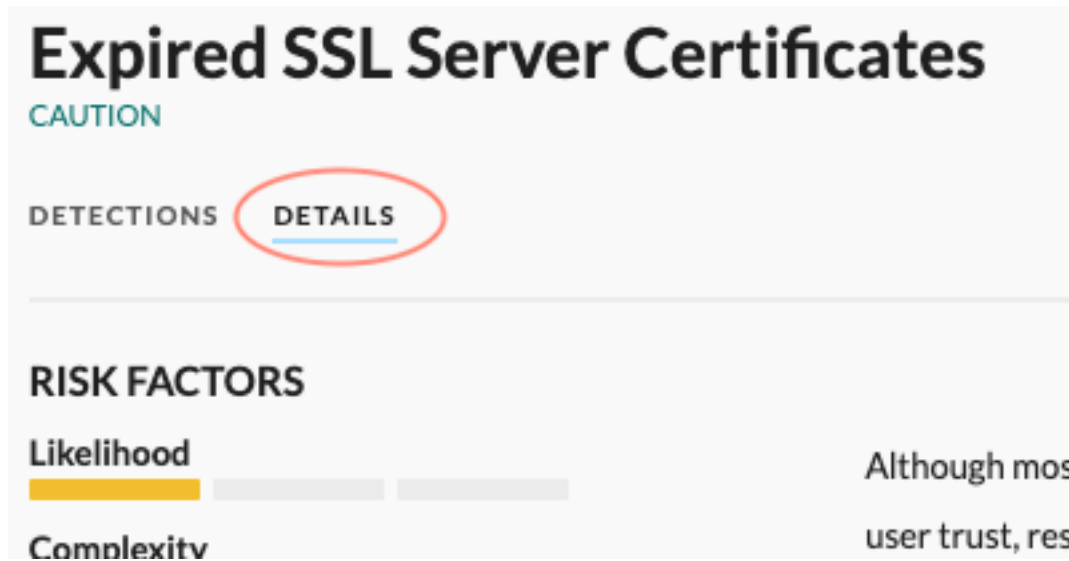 Expired SSL Server Certificates
CAUTION
DETECTIONS DETAILS
RISK FACTORS
Likelihood
Although mos
Complexity
user trust, res